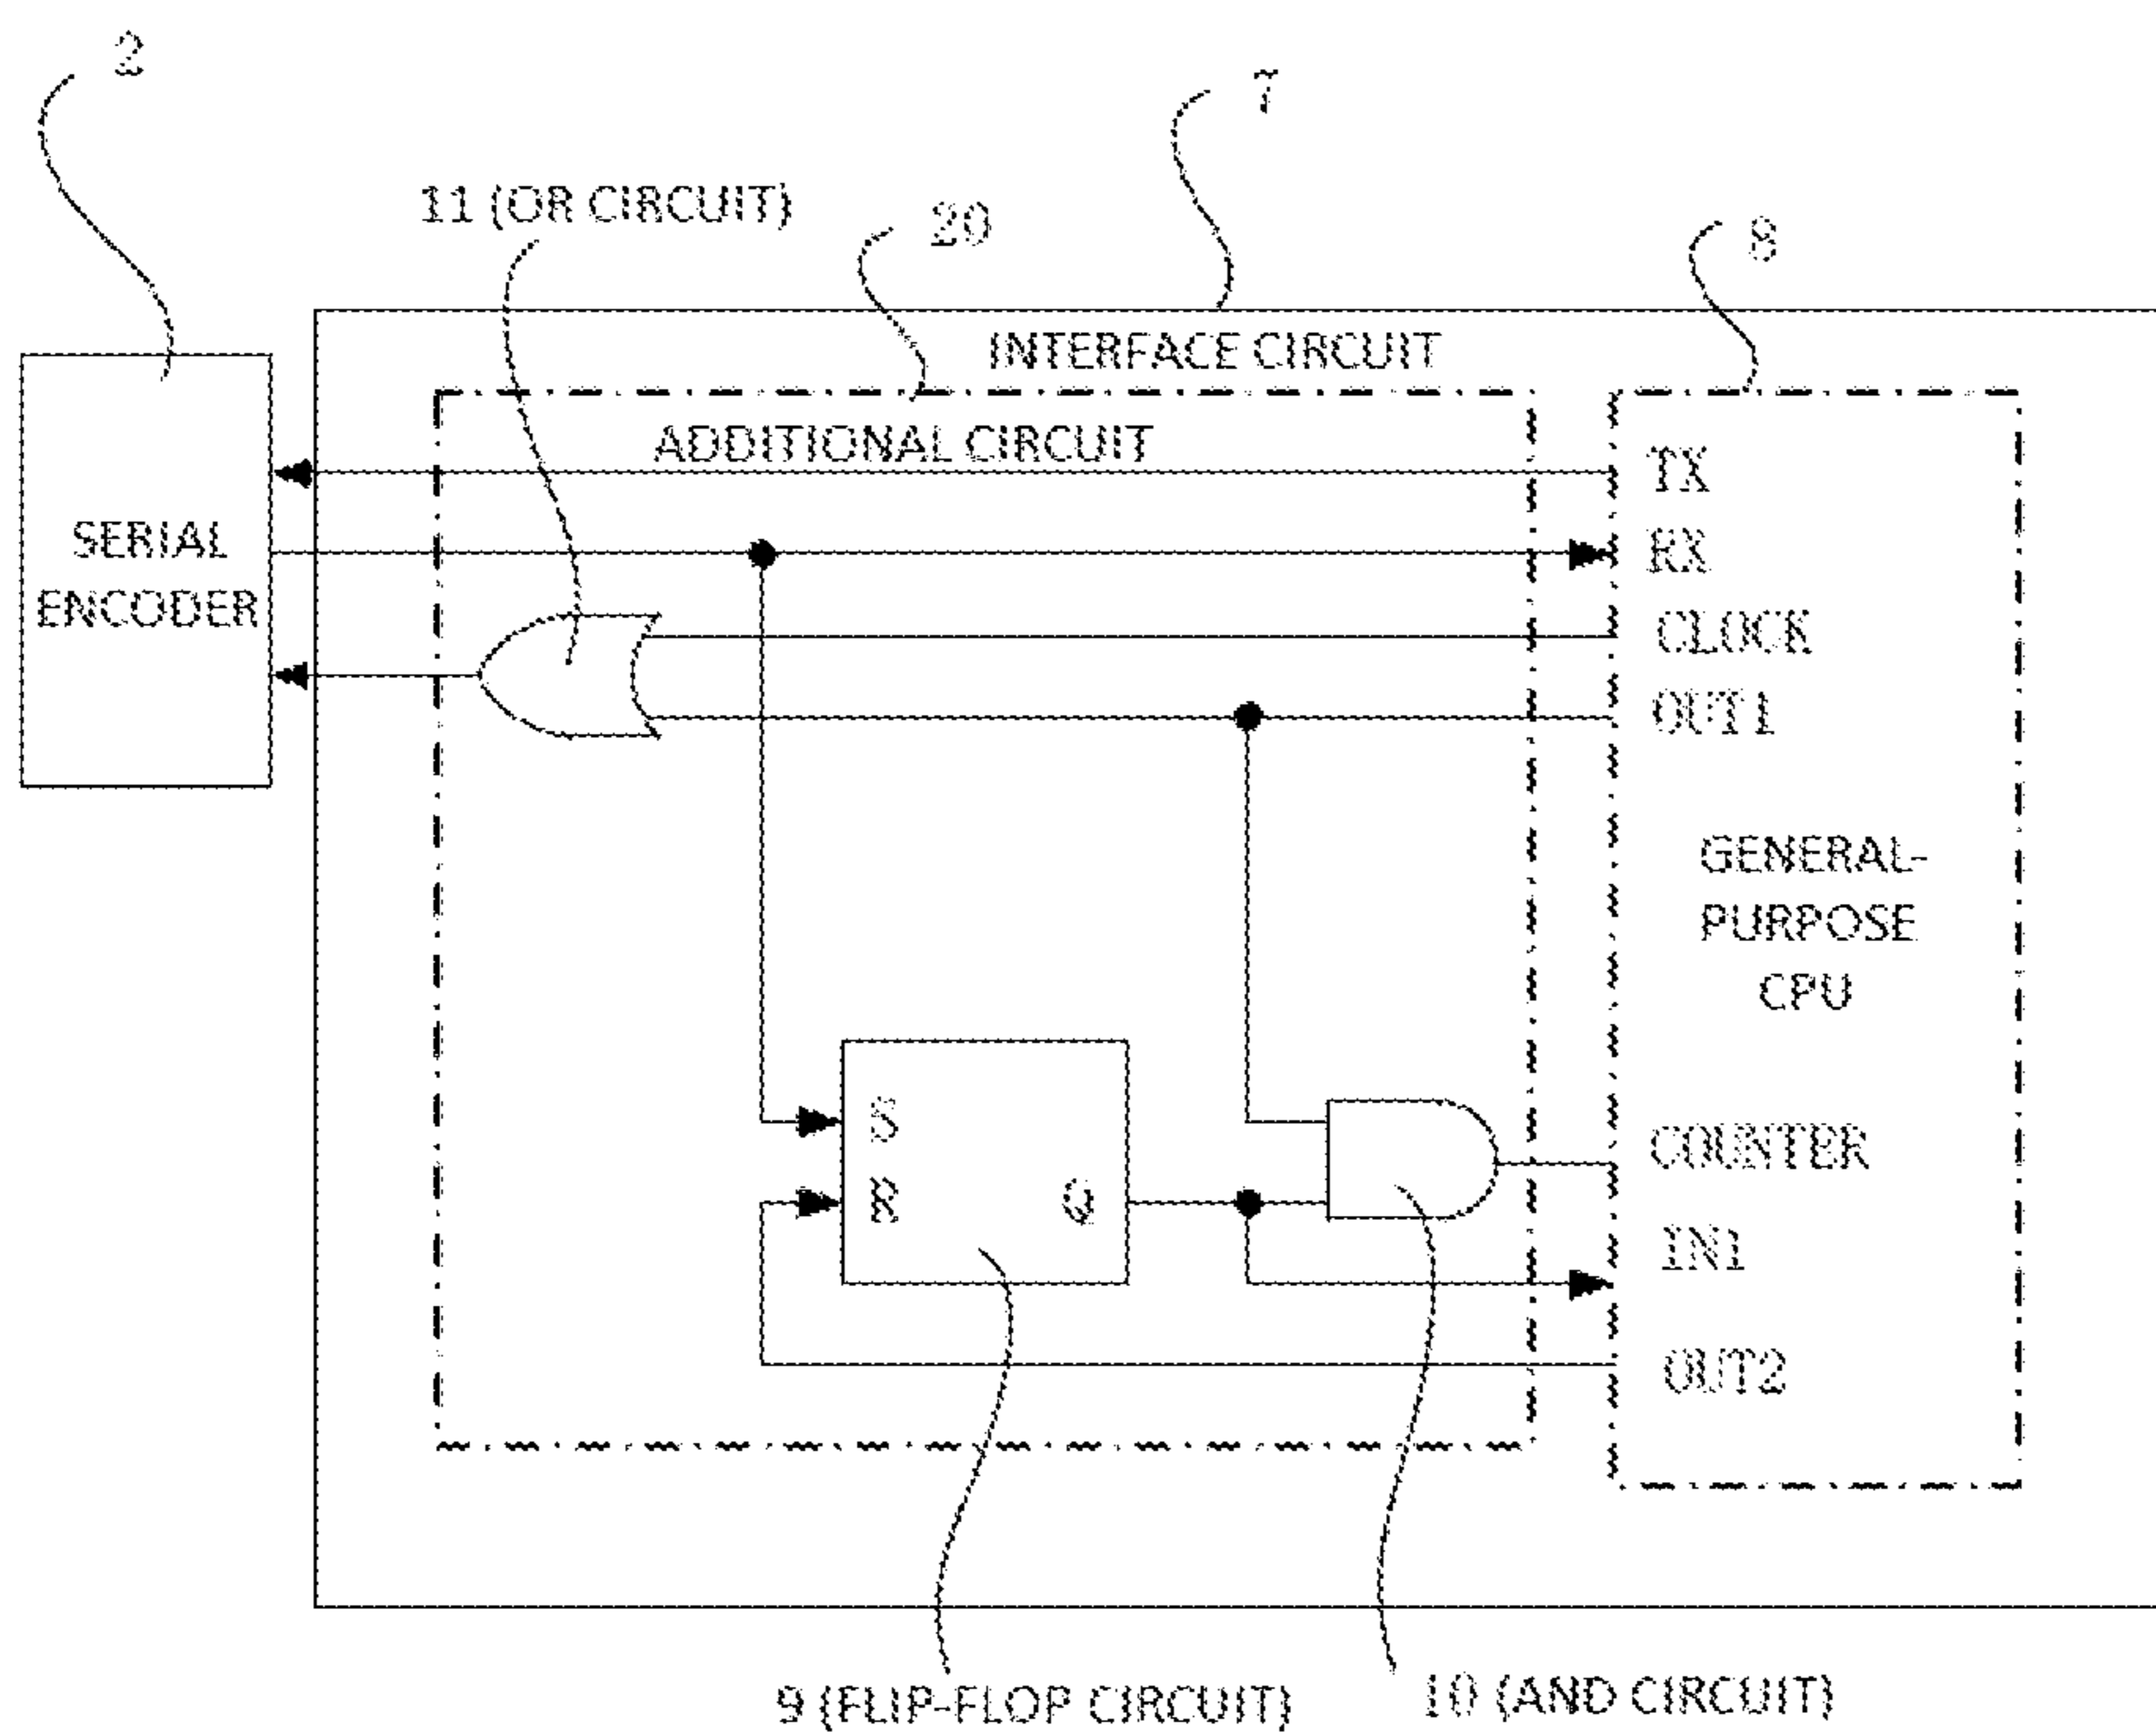 2
7
11 (OR CIRCUIT)
20
8
INTERFACE CIRCUIT
ADDITIONAL CIRCUIT
TX
SERIAL
ENCODER
RX
CLOCK
OUT1
GENERAL-
PURPOSE
CPU
S
R
Q
COUNTER
IN1
OUT2
9 (FLIP-FLOP CIRCUIT)
10 (AND CIRCUIT)